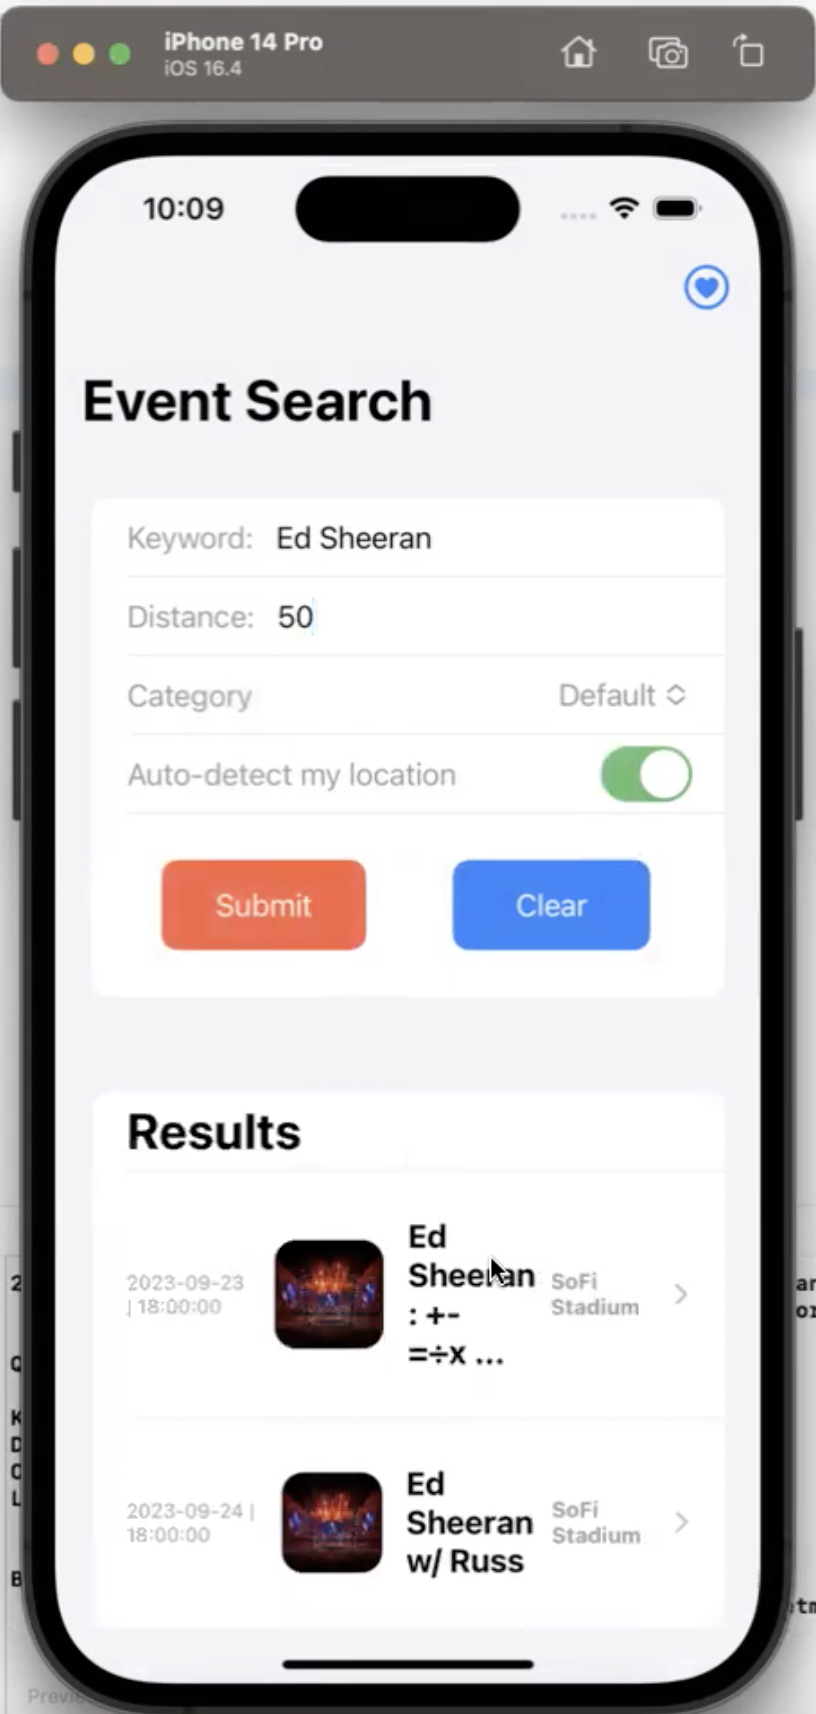 iPhone 14 Pro
iOS 16.4
10:09
Event Search
Keyword: Ed Sheeran
Distance: 50
Category Default
Auto-detect my location
Submit Clear
Results
2023-09-23
| 18:00:00
Ed
Sheeran
: +-
=÷x ...
SoFi
Stadium
2023-09-24 |
18:00:00
Ed
Sheeran
w/ Russ
SoFi
Stadium